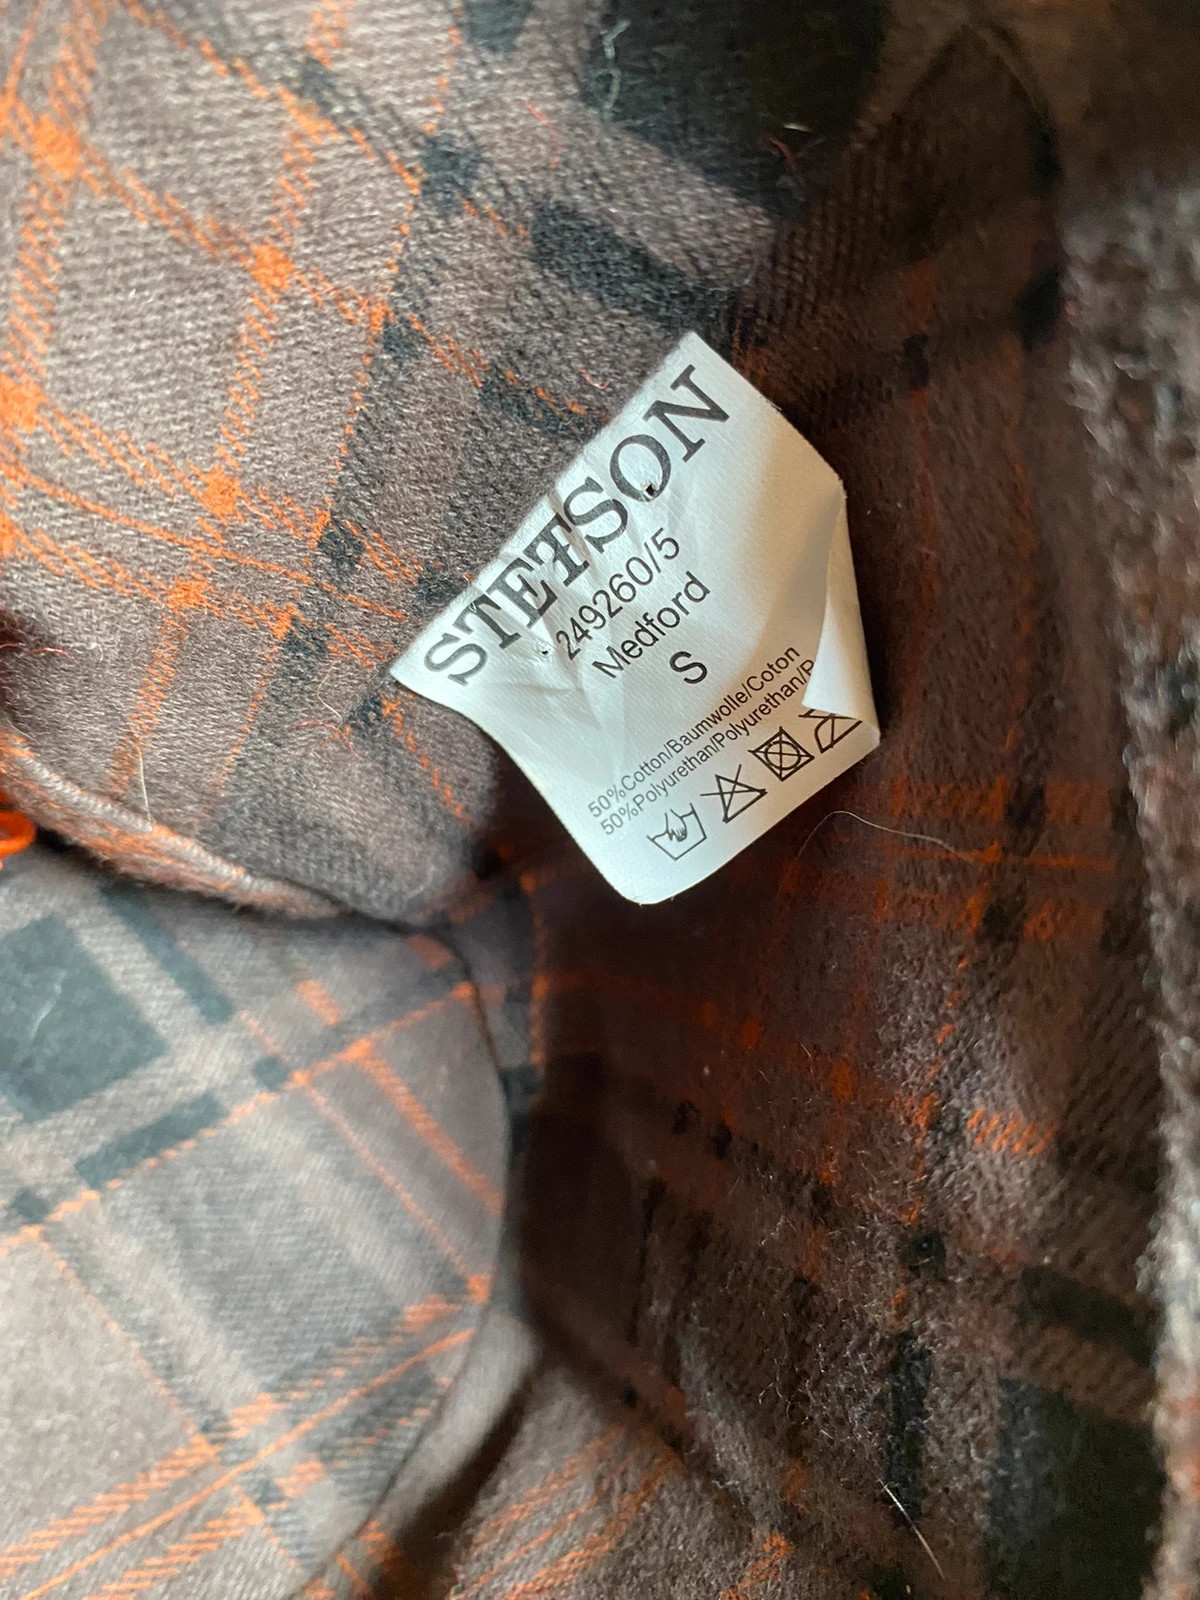 STETSON
249260/5
Medford
S
50%Cotton/Baumwolle/Coton
50%Polyurethan/Polyurethan/P